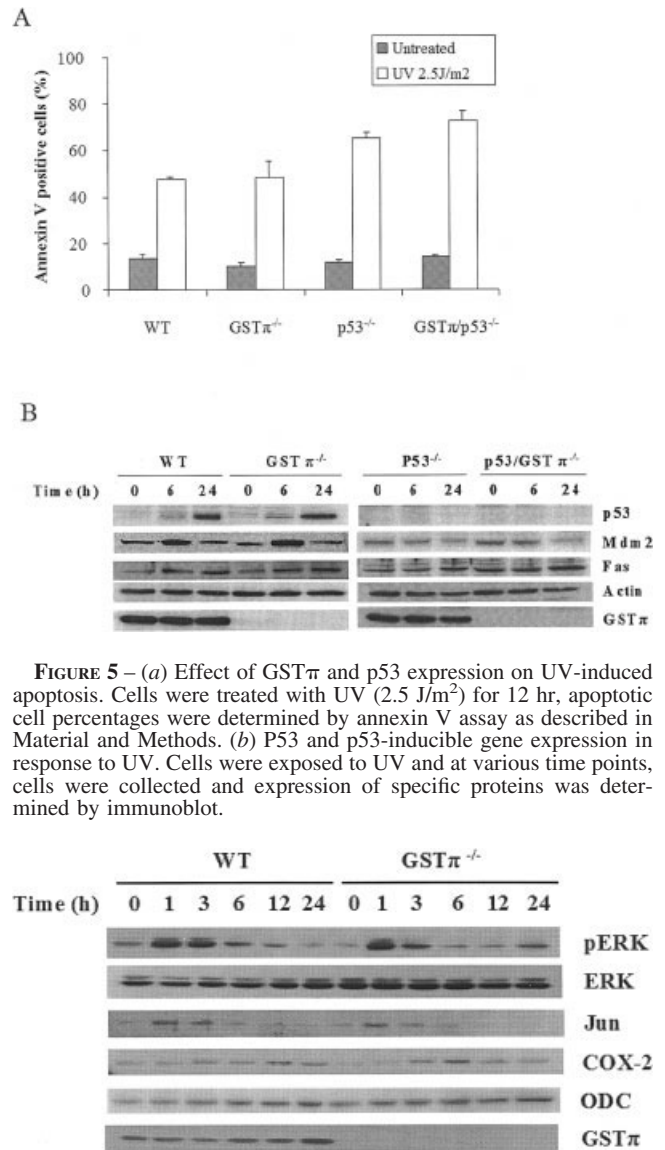 A
Untreated
UV 2.5J/m2
Annexin V positive cells (%)
100
80
60
40
20
0
WT GSTπ-/- p53-/- GSTπ/p53-/-
B
WT GST π-/- P53-/- p53/GST π-/-
Time (h) 0 6 24 0 6 24 0 6 24 0 6 24
p53
Mdm2
Fas
Actin
GSTπ
FIGURE 5 – (a) Effect of GSTπ and p53 expression on UV-induced
apoptosis. Cells were treated with UV (2.5 J/m2) for 12 hr, apoptotic
cell percentages were determined by annexin V assay as described in
Material and Methods. (b) P53 and p53-inducible gene expression in
response to UV. Cells were exposed to UV and at various time points,
cells were collected and expression of specific proteins was deter-
mined by immunoblot.
WT GSTπ -/-
Time (h) 0 1 3 6 12 24 0 1 3 6 12 24
pERK
ERK
Jun
COX-2
ODC
GSTπ